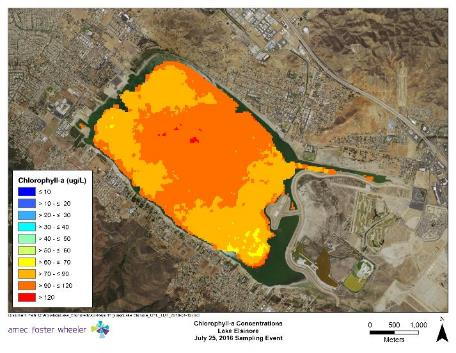 Chlorophyll-a (ug/L)
≤ 10
> 10 - ≤ 20
> 20 - ≤ 30
> 30 - ≤ 40
> 40 - ≤ 50
> 50 - ≤ 60
> 60 - ≤ 70
> 70 - ≤ 90
> 90 - ≤ 120
> 120
amec foster wheeler
Chlorophyll-a Concentrations
Lake Elsinore
July 25, 2016 Sampling Event
0 500 1,000
Meters
N